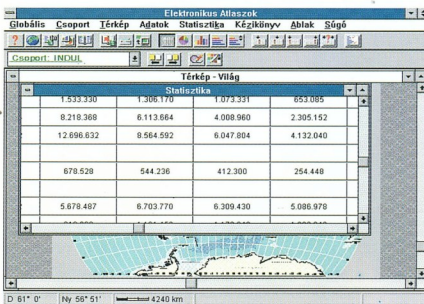 Elektronikus Atlaszok
Globális Csoport Térkép Adatok Statisztika Kézikönyv Ablak Súgó
Csoport: INDUL
Térkép - Világ
Statisztika
1.533.330 1.306.170 1.073.331 653.085
8.218.368 6.113.664 4.008.960 2.305.152
12.696.632 8.564.592 6.047.804 4.132.040
678.528 544.236 412.300 254.448
5.678.487 6.703.770 6.309.430 5.086.978
D 61° 0' Ny 56° 51' 4240 km